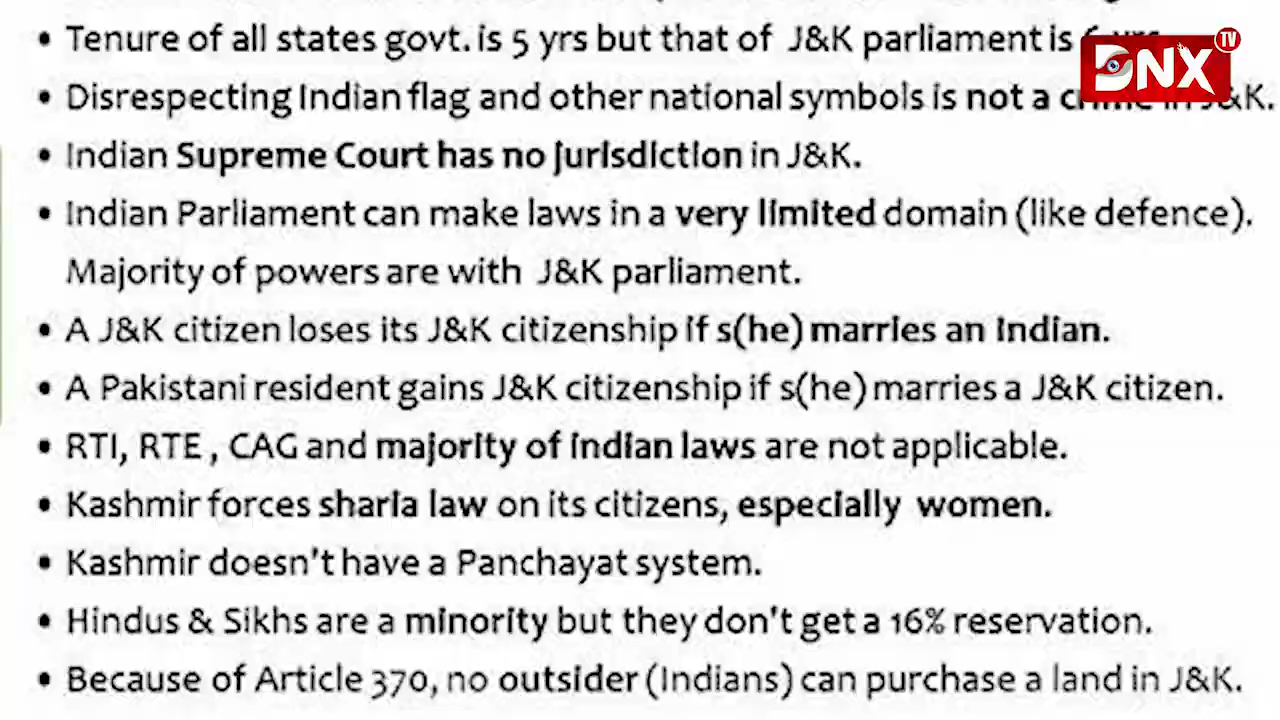 • Tenure of all states govt. is 5 yrs but that of J&K parliament is 6 yrs
DNX TV
• Disrespecting Indian flag and other national symbols is not a crime in J&K.
• Indian Supreme Court has no jurisdiction in J&K.
• Indian Parliament can make laws in a very limited domain (like defence).
Majority of powers are with J&K parliament.
• A J&K citizen loses its J&K citizenship if s(he) marries an Indian.
• A Pakistani resident gains J&K citizenship if s(he) marries a J&K citizen.
• RTI, RTE , CAG and majority of Indian laws are not applicable.
• Kashmir forces sharia law on its citizens, especially women.
• Kashmir doesn't have a Panchayat system.
• Hindus & Sikhs are a minority but they don't get a 16% reservation.
• Because of Article 370, no outsider (Indians) can purchase a land in J&K.